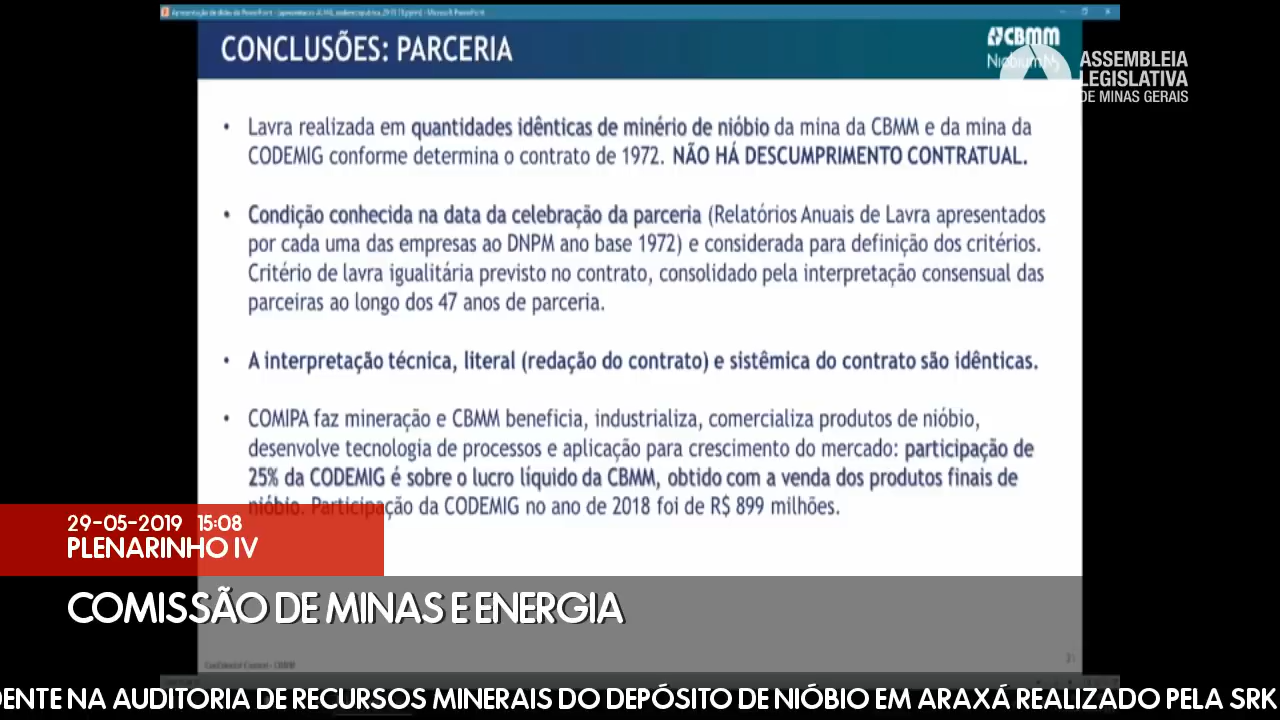 CONCLUSÕES: PARCERIA
CBMM
Niobium N5
ASSEMBLEIA
LEGISLATIVA
DE MINAS GERAIS
• Lavra realizada em quantidades idênticas de minério de nióbio da mina da CBMM e da mina da
CODEMIG conforme determina o contrato de 1972. NÃO HÁ DESCUMPRIMENTO CONTRATUAL.
• Condição conhecida na data da celebração da parceria (Relatórios Anuais de Lavra apresentados
por cada uma das empresas ao DNPM ano base 1972) e considerada para definição dos critérios.
Critério de lavra igualitária previsto no contrato, consolidado pela interpretação consensual das
parceiras ao longo dos 47 anos de parceria.
• A interpretação técnica, literal (redação do contrato) e sistêmica do contrato são idênticas.
• COMIPA faz mineração e CBMM beneficia, industrializa, comercializa produtos de nióbio,
desenvolve tecnologia de processos e aplicação para crescimento do mercado: participação de
25% da CODEMIG é sobre o lucro líquido da CBMM, obtido com a venda dos produtos finais de
nióbio. Participação da CODEMIG no ano de 2018 foi de R$ 899 milhões.
29-05-2019 15:08
PLENARINHO IV
COMISSÃO DE MINAS E ENERGIA
DENTE NA AUDITORIA DE RECURSOS MINERAIS DO DEPÓSITO DE NIÓBIO EM ARAXÁ REALIZADO PELA SRK